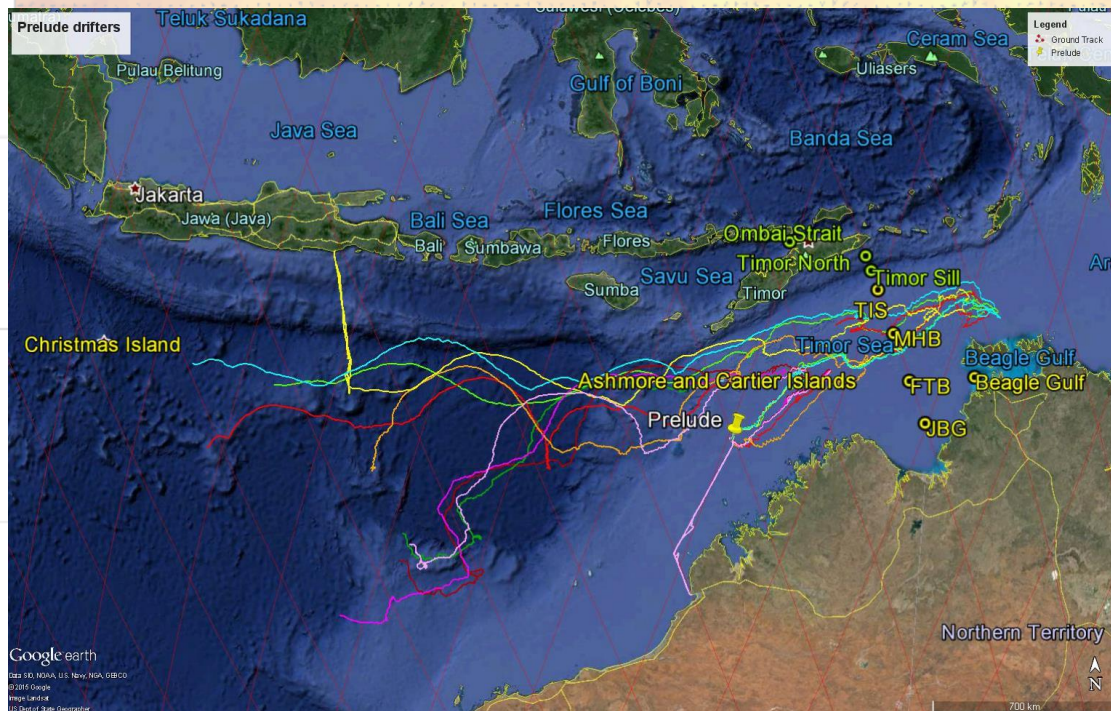 Prelude drifters
Teluk Sukadana
Pulau Belitung
Java Sea
Jakarta
Jawa (Java)
Bali Sea
Bali
Sumbawa
Flores Sea
Flores
Sumba
Savu Sea
Gulf of Boni
Banda Sea
Ceram Sea
Uliasers
Legend
Ground Track
Prelude
Ombai Strait
Timor North
Timor Sill
Timor
TIS
MHB
Timor Sea
Beagle Gulf
Beagle Gulf
FTB
JBG
Christmas Island
Ashmore and Cartier Islands
Prelude
Northern Territory
N
700 km
Google earth
Data SIO, NOAA, U.S. Navy, NGA, GEBCO
© 2015 Google
Image Landsat
US Dept of State Geographer